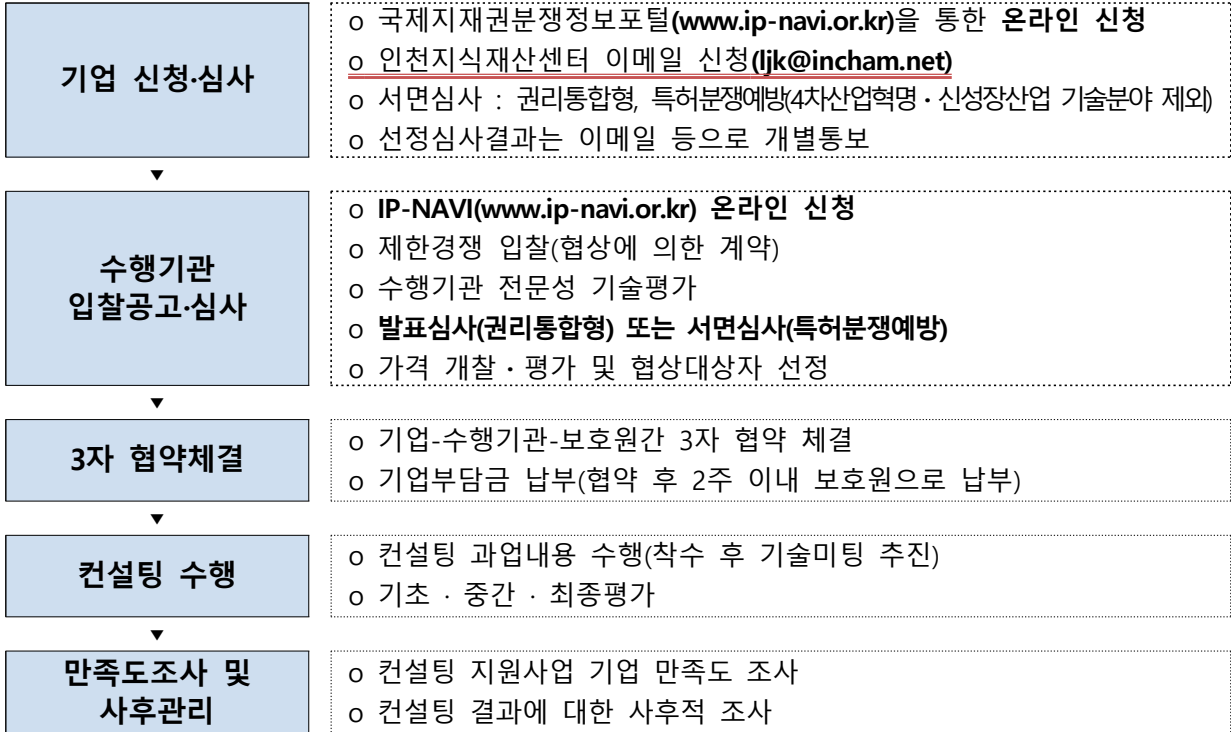 기업 신청·심사
o 국제지재권분쟁정보포털(www.ip-navi.or.kr)을 통한 온라인 신청
o 인천지식재산센터 이메일 신청(ljk@incham.net)
o 서면심사 : 권리통합형, 특허분쟁예방(4차산업혁명・신성장산업 기술분야 제외)
o 선정심사결과는 이메일 등으로 개별통보
▼
수행기관
입찰공고·심사
o IP-NAVI(www.ip-navi.or.kr) 온라인 신청
o 제한경쟁 입찰(협상에 의한 계약)
o 수행기관 전문성 기술평가
o 발표심사(권리통합형) 또는 서면심사(특허분쟁예방)
o 가격 개찰・평가 및 협상대상자 선정
▼
3자 협약체결
o 기업-수행기관-보호원간 3자 협약 체결
o 기업부담금 납부(협약 후 2주 이내 보호원으로 납부)
▼
컨설팅 수행
o 컨설팅 과업내용 수행(착수 후 기술미팅 추진)
o 기초 · 중간 · 최종평가
▼
만족도조사 및
사후관리
o 컨설팅 지원사업 기업 만족도 조사
o 컨설팅 결과에 대한 사후적 조사